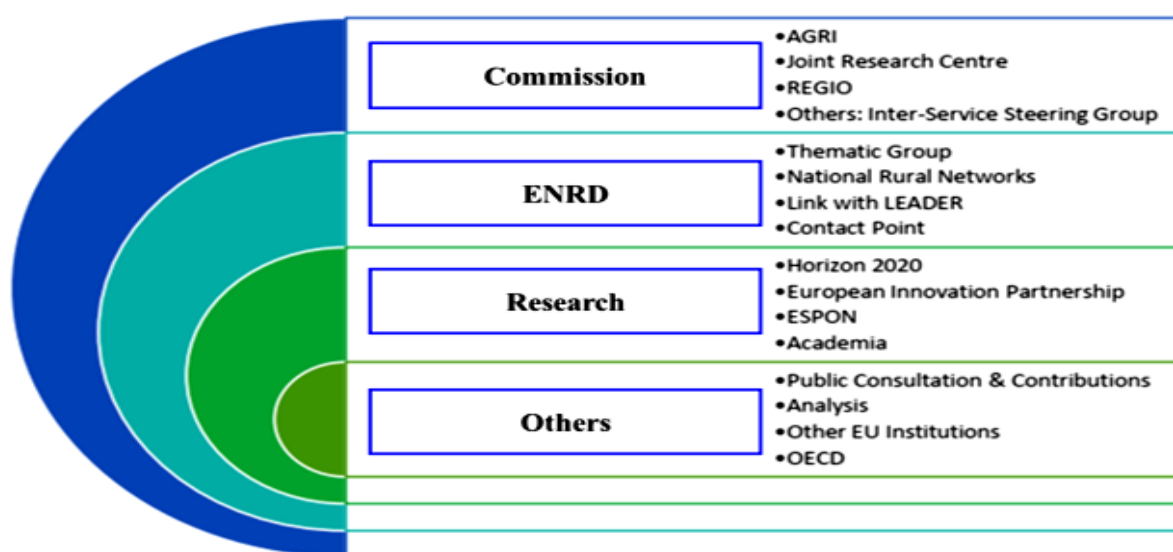 Commission
•AGRI
•Joint Research Centre
•REGIO
•Others: Inter-Service Steering Group
ENRD
•Thematic Group
•National Rural Networks
•Link with LEADER
•Contact Point
Research
•Horizon 2020
•European Innovation Partnership
•ESPON
•Academia
Others
•Public Consultation & Contributions
•Analysis
•Other EU Institutions
•OECD